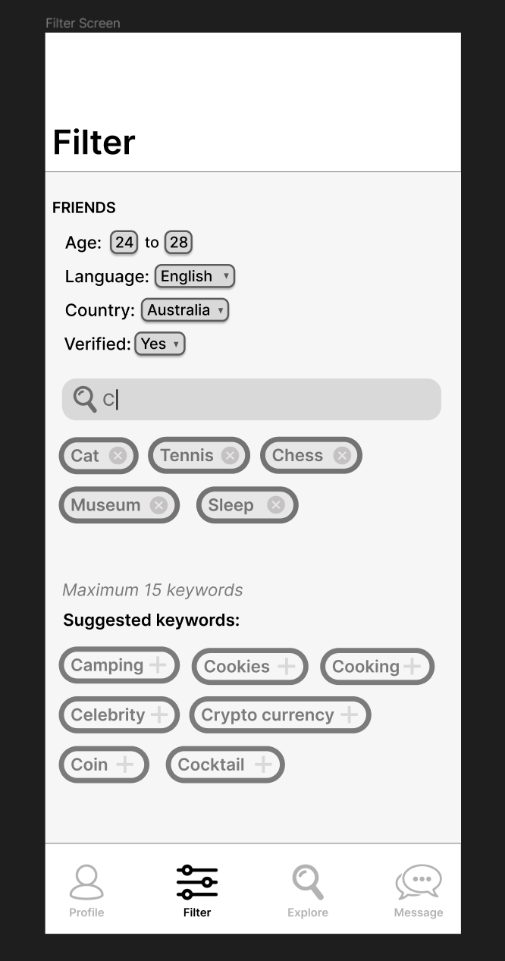 Filter Screen
Filter
FRIENDS
Age: 24 to 28
Language: English
Country: Australia
Verified: Yes
C
Cat Tennis Chess
Museum Sleep
Maximum 15 keywords
Suggested keywords:
Camping Cookies Cooking
Celebrity Crypto currency
Coin Cocktail
Profile Filter Explore Message